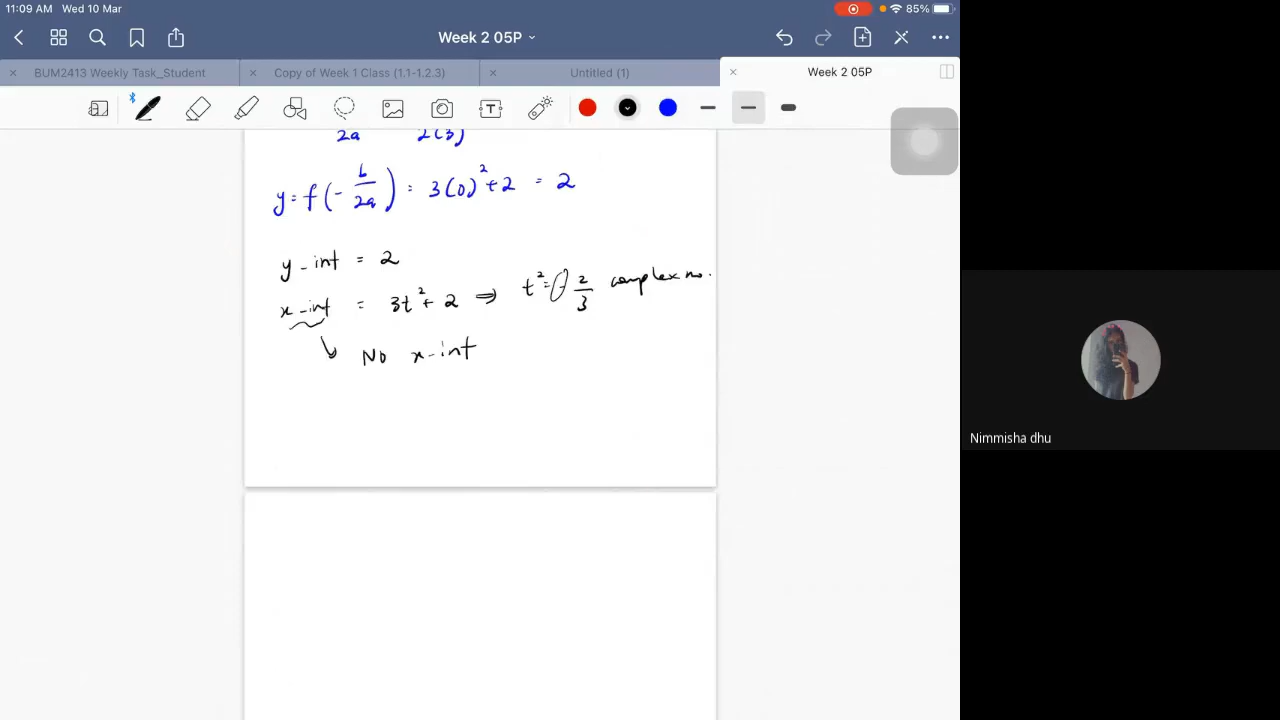 11:09 AM Wed 10 Mar
85%
Week 2 05P
BUM2413 Weekly Task_Student
Copy of Week 1 Class (1.1-1.2.3)
Untitled (1)
Week 2 05P
2a 2(3)
y = f(-b/2a) = 3(0)²+2 = 2
y-int = 2
x-int = 3t²+2 ⇒ t²=-2/3 complex no.
↳ No x-int
Nimmisha dhu